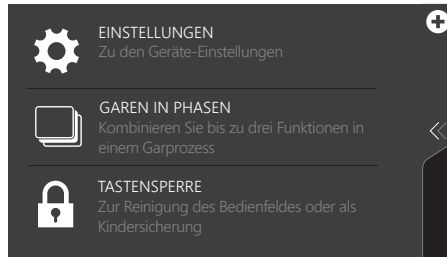 EINSTELLUNGEN
Zu den Geräte-Einstellungen
GAREN IN PHASEN
Kombinieren Sie bis zu drei Funktionen in
einem Garprozess
TASTENSPERRE
Zur Reinigung des Bedienfeldes oder als
Kindersicherung